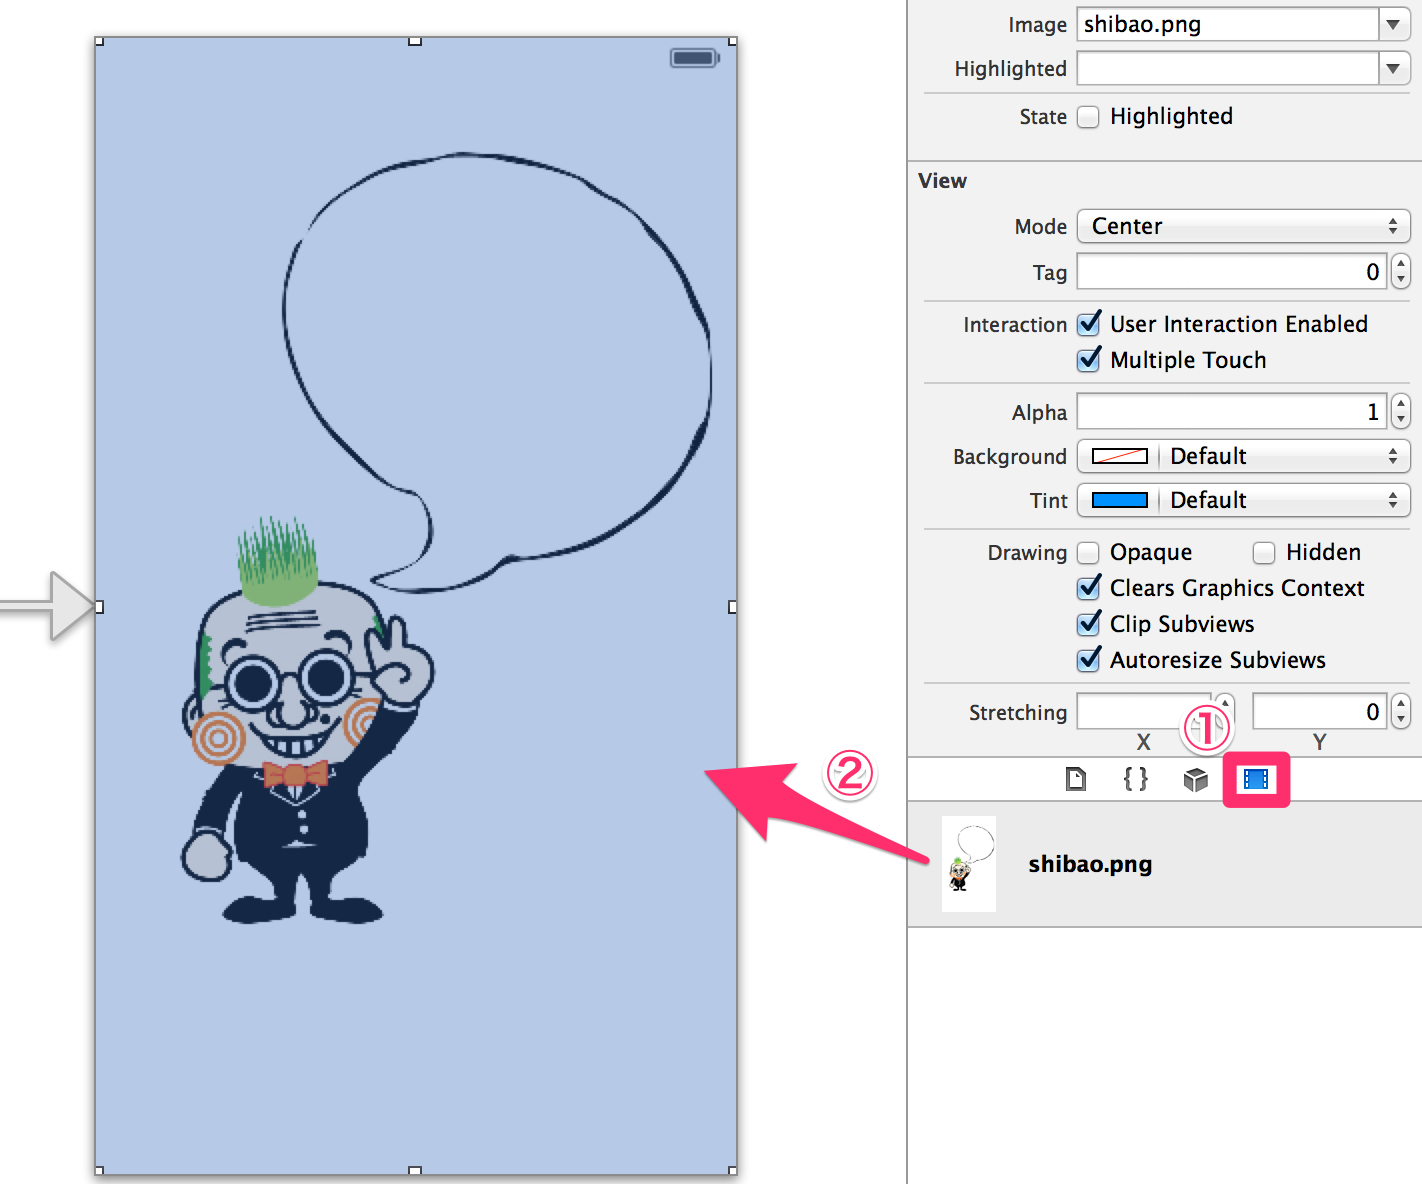 Image shibao.png
Highlighted
State Highlighted
View
Mode Center
Tag 0
Interaction User Interaction Enabled
Multiple Touch
Alpha 1
Background Default
Tint Default
Drawing Opaque Hidden
Clears Graphics Context
Clip Subviews
Autoresize Subviews
Stretching 0
X Y
①
②
{ }
shibao.png